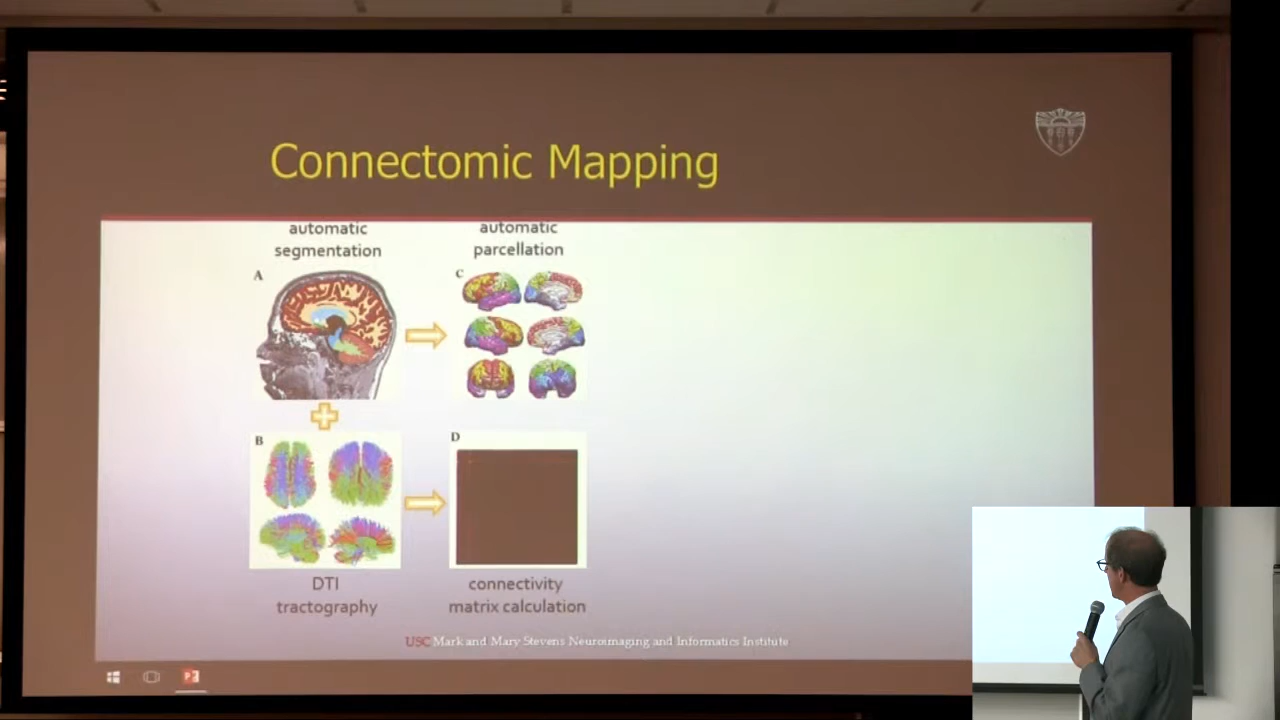 Connectomic Mapping
automatic
segmentation
automatic
parcellation
A
C
B
D
DTI
tractography
connectivity
matrix calculation
USC Mark and Mary Stevens Neuroimaging and Informatics Institute